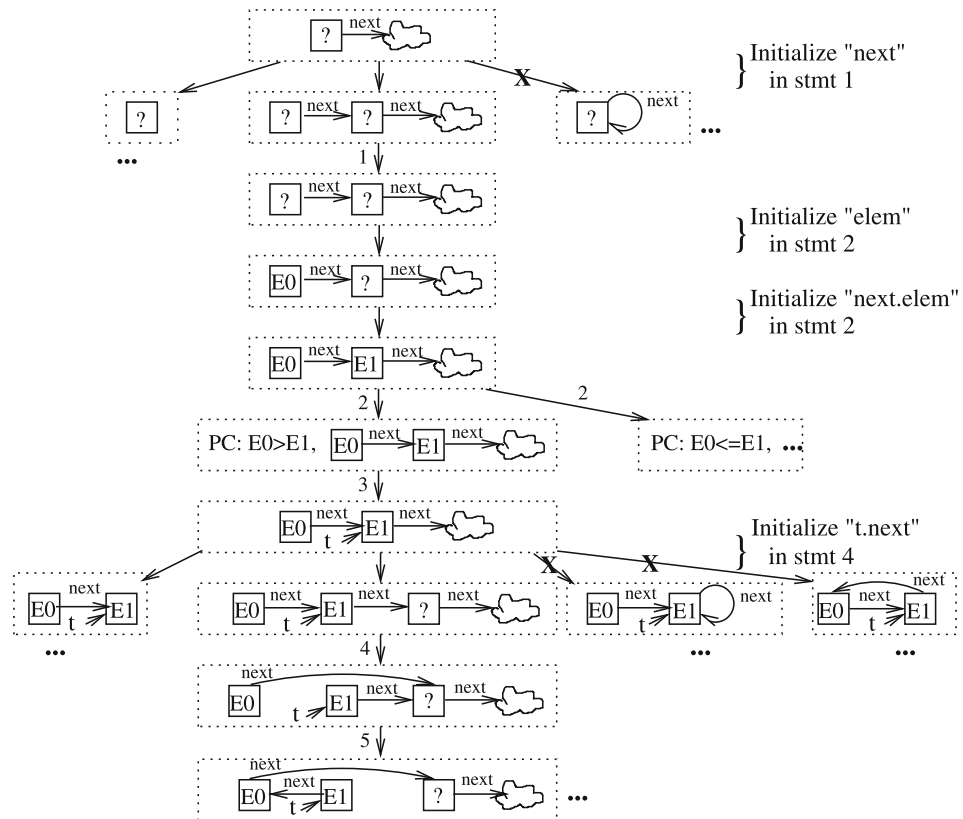 ? next
Initialize "next"
in stmt 1
X
?
? next ? next
? next
...
...
1
? next ? next
Initialize "elem"
in stmt 2
E0 next ? next
Initialize "next.elem"
in stmt 2
E0 next E1 next
2
2
PC: E0>E1, E0 next E1 next
PC: E0<=E1, ...
3
E0 next E1 next
t
Initialize "t.next"
in stmt 4
X
X
E0 next E1
t
E0 next E1 next ? next
t
E0 next E1 next
t
next
E0 next E1
t
...
...
...
4
next
E0 E1 next ? next
t
5
next
E0 next E1 ? next
t
...